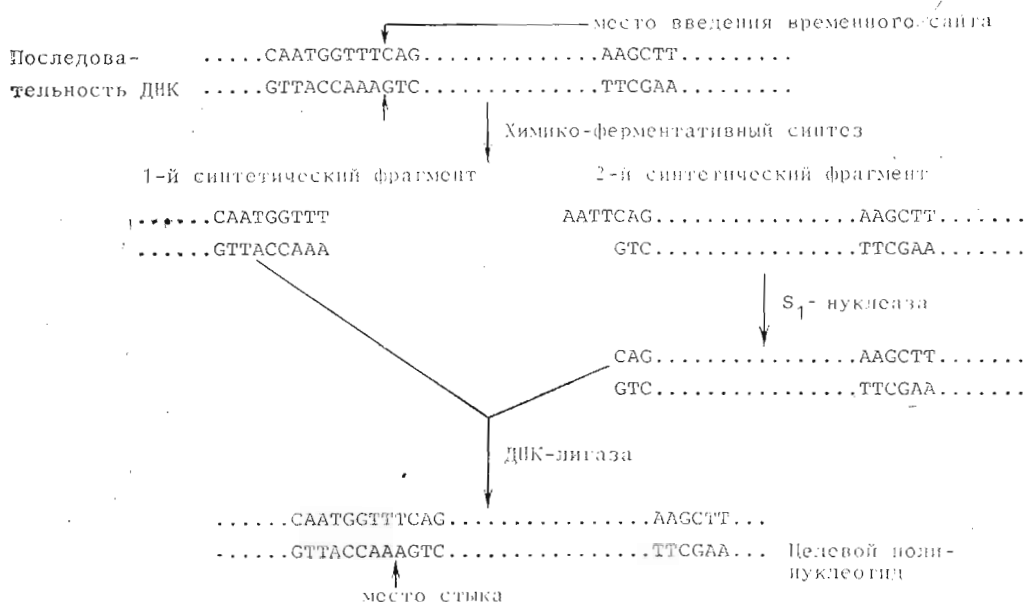 место введения временного сайта
Последова- .....CAATGGTTTCAG...............AAGCTT.........
тельность ДНК .....GTTACCAAAGTC...............TTCGAA.........
Химико-ферментативный синтез
1-й синтетический фрагмент 2-й синтетический фрагмент
.......CAATGGTTT AATTCAG.................AAGCTT.......
......GTTACCAAA GTC.................TTCGAA.......
S1- нуклеаза
CAG.................AAGCTT.......
GTC.................TTCGAA.......
ДНК-лигаза
......CAATGGTTTCAG.................AAGCTT...
......GTTACCAAAGTC.................TTCGAA... Целевой поли-
нуклеотид
место стыка